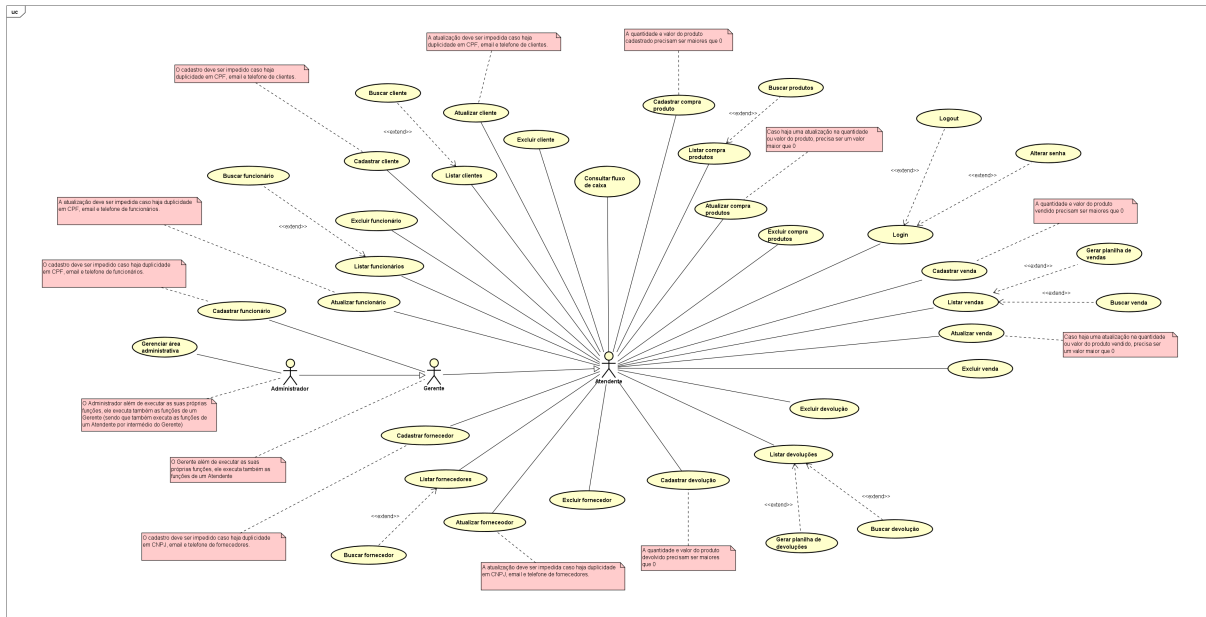 uc
A atualização deve ser impedida caso haja
duplicidade em CPF, email e telefone de clientes.
A quantidade e valor do produto
cadastrado precisam ser maiores que 0
O cadastro deve ser impedido caso haja
duplicidade em CPF, email e telefone de clientes.
Buscar cliente
Atualizar cliente
Cadastrar compra
produto
Buscar produtos
<<extend>>
<<extend>>
Excluir cliente
Cadastrar cliente
Listar clientes
Listar compra
produtos
Caso haja uma atualização na quantidade
ou valor do produto, precisa ser um valor
maior que 0
Logout
Alterar senha
<<extend>>
<<extend>>
Buscar funcionário
Consultar fluxo
de caixa
A atualização deve ser impedida caso haja duplicidade
em CPF, email e telefone de funcionários.
<<extend>>
Excluir funcionário
Atualizar compra
produtos
Excluir compra
produtos
Login
A quantidade e valor do produto
vendido precisam ser maiores que 0
O cadastro deve ser impedido caso haja duplicidade
em CPF, email e telefone de funcionários.
Listar funcionários
Cadastrar venda
Gerar planilha de
vendas
<<extend>>
Cadastrar funcionário
Atualizar funcionário
Listar vendas
<<extend>>
Buscar venda
Gerenciar área
administrativa
Atualizar venda
Caso haja uma atualização na quantidade
ou valor do produto vendido, precisa ser
um valor maior que 0
Administrador
Gerente
Atendente
Excluir venda
O Administrador além de executar as suas próprias
funções, ele executa também as funções de um
Gerente (sendo que também executa as funções de
um Atendente por intermédio do Gerente)
Excluir devolução
Cadastrar fornecedor
O Gerente além de executar as suas
próprias funções, ele executa também as
funções de um Atendente
Listar fornecedores
Listar devoluções
Cadastrar devolução
Excluir fornecedor
<<extend>>
<<extend>>
<<extend>>
Atualizar forneceodor
Buscar devolução
O cadastro deve ser impedido caso haja duplicidade
em CNPJ, email e telefone de fornecedores.
Buscar fornecedor
Gerar planilha de
devoluções
A quantidade e valor do produto
devolvido precisam ser maiores
que 0
A atualização deve ser impedida caso haja duplicidade
em CNPJ, email e telefone de fornecedores.